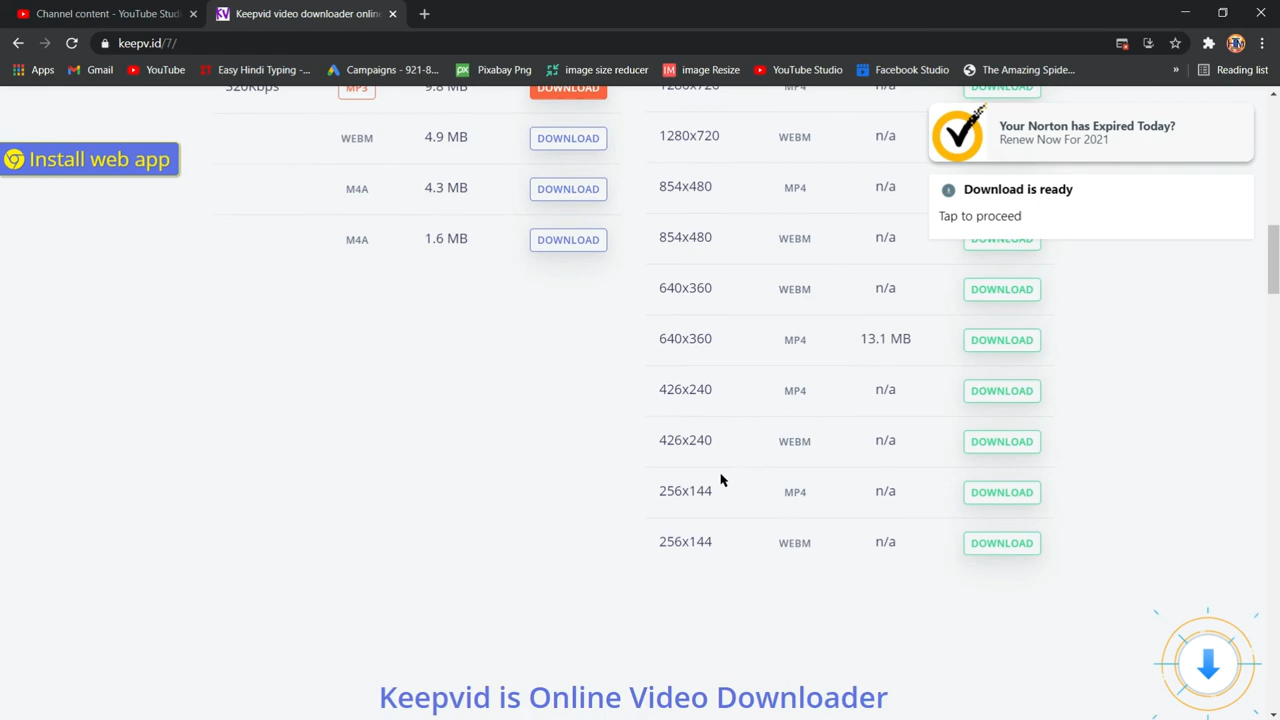 Channel content - YouTube Studi
Keepvid video downloader online
keepv.id/7/
Apps
Gmail
YouTube
Easy Hindi Typing -...
Campaigns - 921-8...
Pixabay Png
image size reducer
image Resize
YouTube Studio
Facebook Studio
The Amazing Spide...
»
Reading list
320Kbps MP3 9.8 MB DOWNLOAD
WEBM 4.9 MB DOWNLOAD
M4A 4.3 MB DOWNLOAD
M4A 1.6 MB DOWNLOAD
Install web app
1280x720 MP4 DOWNLOAD
1280x720 WEBM n/a
854x480 MP4 n/a
854x480 WEBM n/a DOWNLOAD
640x360 WEBM n/a DOWNLOAD
640x360 MP4 13.1 MB DOWNLOAD
426x240 MP4 n/a DOWNLOAD
426x240 WEBM n/a DOWNLOAD
256x144 MP4 n/a DOWNLOAD
256x144 WEBM n/a DOWNLOAD
Your Norton has Expired Today?
Renew Now For 2021
Download is ready
Tap to proceed
Keepvid is Online Video Downloader